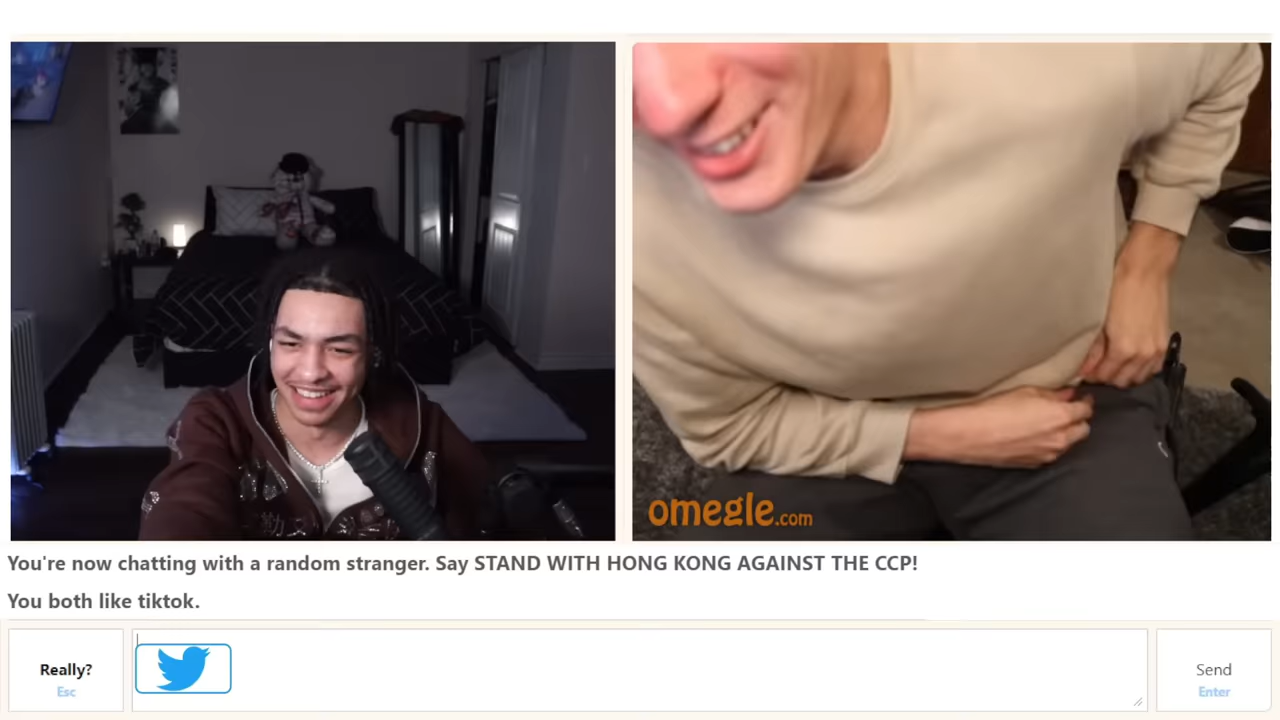 omegle.com
You're now chatting with a random stranger. Say STAND WITH HONG KONG AGAINST THE CCP!
You both like tiktok.
Really?
Esc
Send
Enter